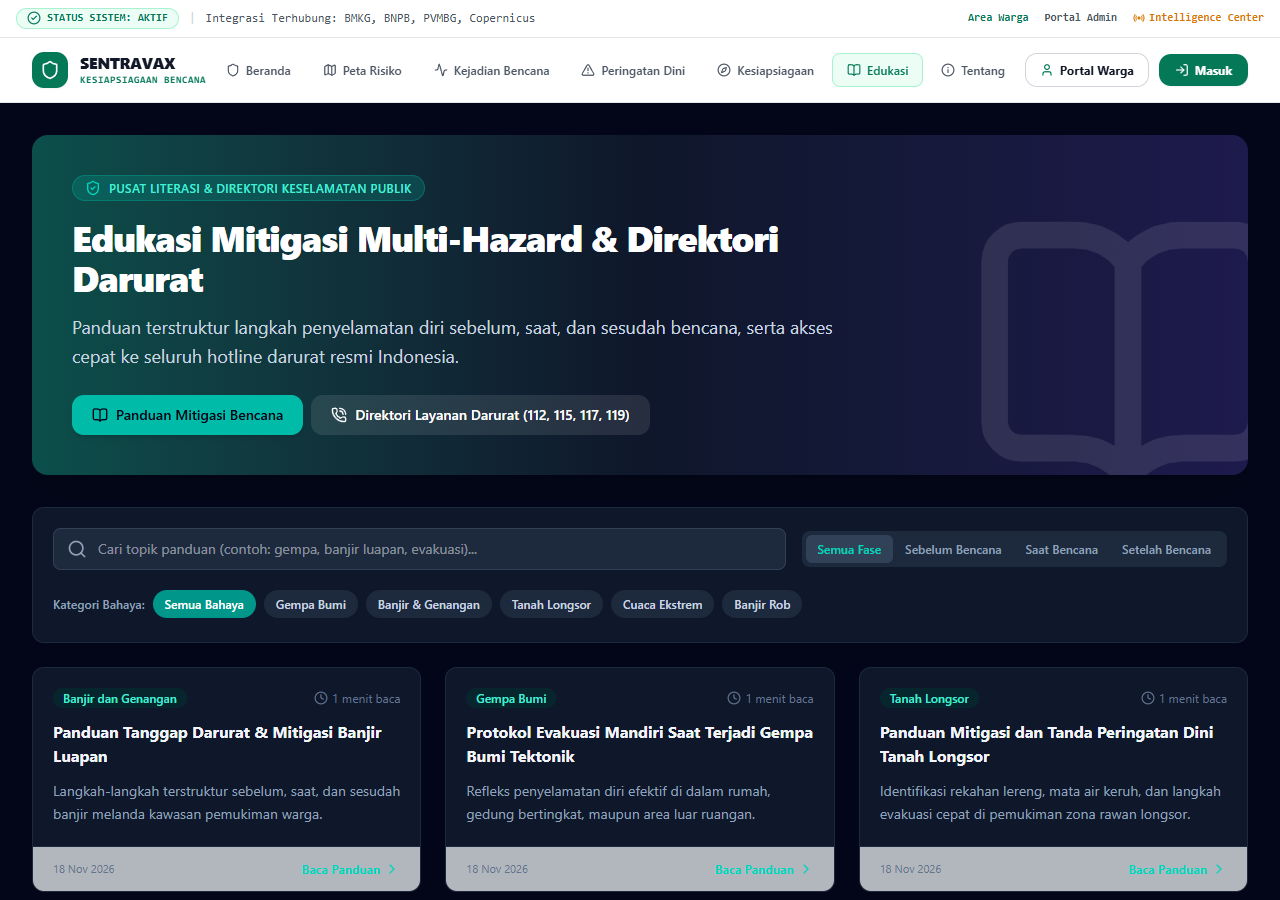 STATUS SISTEM: AKTIF | Integrasi Terhubung: BMKG, BNPB, PVMBG, Copernicus
Area Warga Portal Admin Intelligence Center
SENTRAVAX
KESIAPSIAGAAN BENCANA
Beranda Peta Risiko Kejadian Bencana Peringatan Dini Kesiapsiagaan Edukasi Tentang Portal Warga Masuk
PUSAT LITERASI & DIREKTORI KESELAMATAN PUBLIK
Edukasi Mitigasi Multi-Hazard & Direktori
Darurat
Panduan terstruktur langkah penyelamatan diri sebelum, saat, dan sesudah bencana, serta akses
cepat ke seluruh hotline darurat resmi Indonesia.
Panduan Mitigasi Bencana Direktori Layanan Darurat (112, 115, 117, 119)
Cari topik panduan (contoh: gempa, banjir luapan, evakuasi)...
Semua Fase Sebelum Bencana Saat Bencana Setelah Bencana
Kategori Bahaya: Semua Bahaya Gempa Bumi Banjir & Genangan Tanah Longsor Cuaca Ekstrem Banjir Rob
Banjir dan Genangan 1 menit baca
Panduan Tanggap Darurat & Mitigasi Banjir
Luapan
Langkah-langkah terstruktur sebelum, saat, dan sesudah
banjir melanda kawasan pemukiman warga.
18 Nov 2026 Baca Panduan
Gempa Bumi 1 menit baca
Protokol Evakuasi Mandiri Saat Terjadi Gempa
Bumi Tektonik
Refleks penyelamatan diri efektif di dalam rumah,
gedung bertingkat, maupun area luar ruangan.
18 Nov 2026 Baca Panduan
Tanah Longsor 1 menit baca
Panduan Mitigasi dan Tanda Peringatan Dini
Tanah Longsor
Identifikasi rekahan lereng, mata air keruh, dan langkah
evakuasi cepat di pemukiman zona rawan longsor.
18 Nov 2026 Baca Panduan